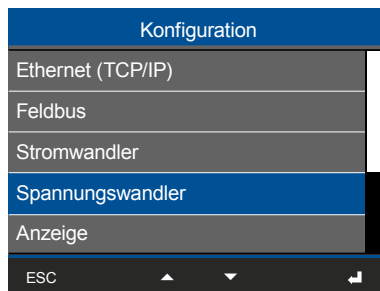 Konfiguration
Ethernet (TCP/IP)
Feldbus
Stromwandler
Spannungswandler
Anzeige
ESC